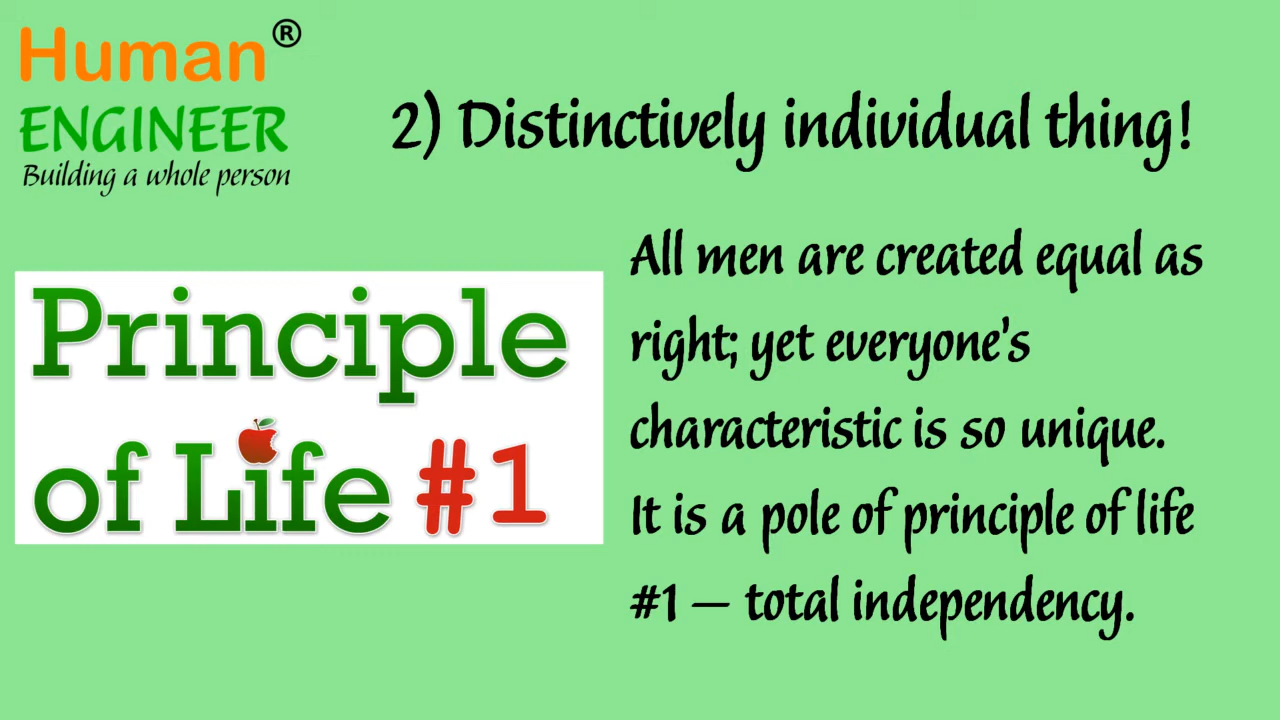 Human®
ENGINEER
Building a whole person
2) Distinctively individual thing!
Principle
of Life #1
All men are created equal as
right; yet everyone's
characteristic is so unique.
It is a pole of principle of life
#1 – total independency.